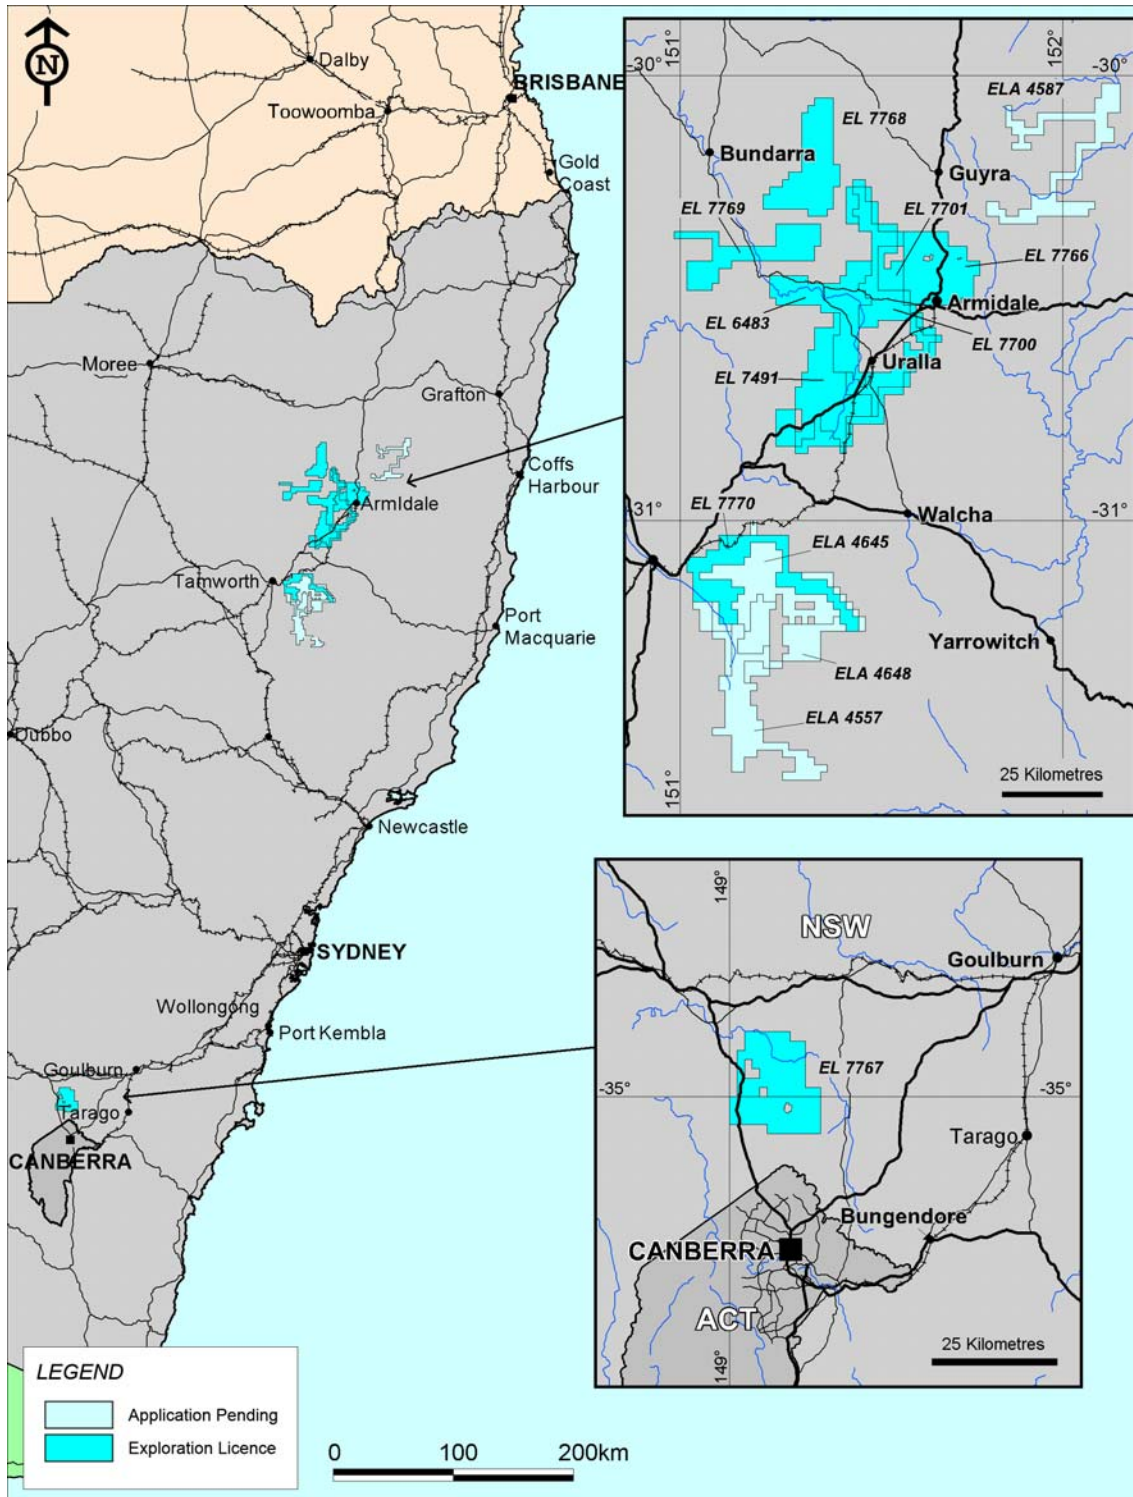 N
Dalby
BRISBANE
Toowoomba
Gold
Coast
Moree
Grafton
Coffs
Harbour
ArmIdale
Tamworth
Port
Macquarie
Dubbo
Newcastle
SYDNEY
Wollongong
Port Kembla
Goulburn
Tarago
CANBERRA
151°
152°
-30°
-30°
ELA 4587
EL 7768
Bundarra
Guyra
EL 7769
EL 7701
EL 7766
Armidale
EL 6483
EL 7700
Uralla
EL 7491
EL 7770
-31°
-31°
Walcha
ELA 4645
Yarrowitch
ELA 4648
ELA 4557
151°
25 Kilometres
149°
NSW
Goulburn
EL 7767
-35°
-35°
Tarago
Bungendore
CANBERRA
ACT
149°
25 Kilometres
LEGEND
Application Pending
Exploration Licence
0 100 200km